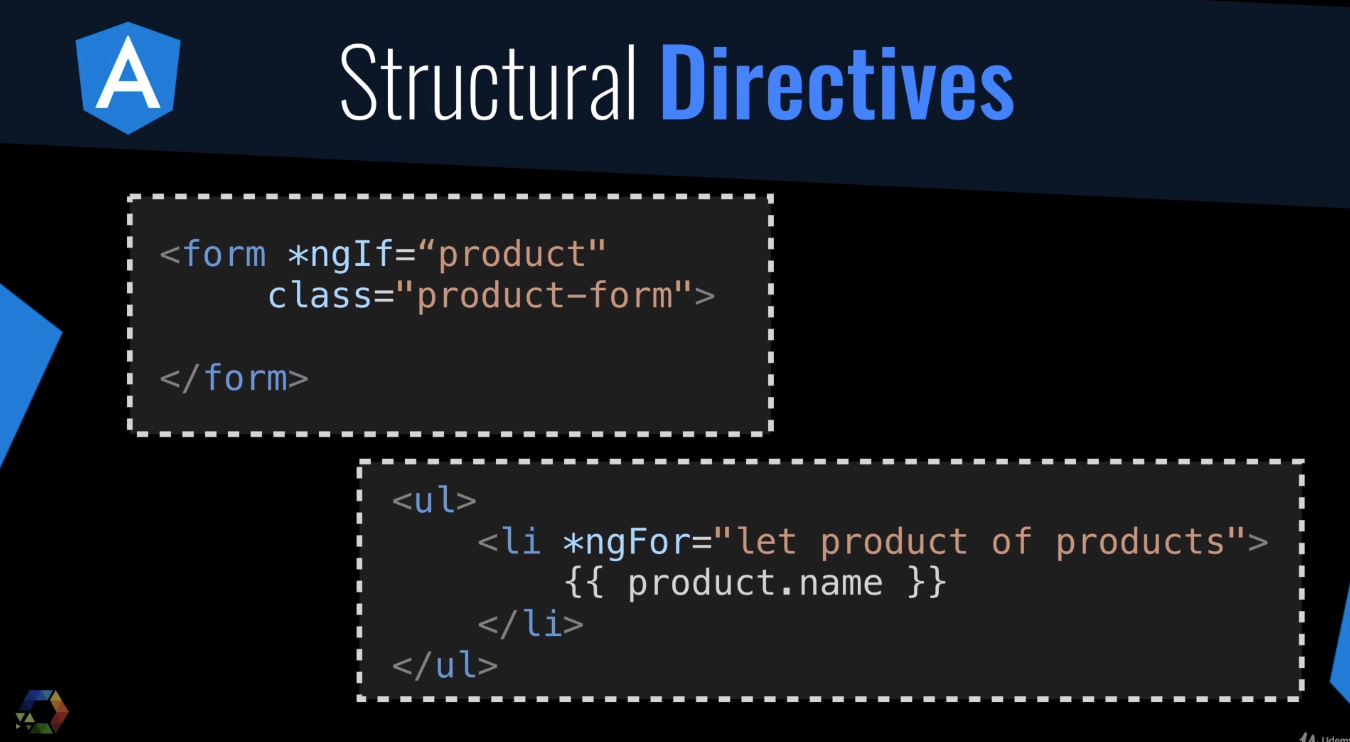 A
Structural Directives
<form *ngIf=“product"
class="product-form">
</form>
<ul>
<li *ngFor="let product of products">
{{ product.name }}
</li>
</ul>